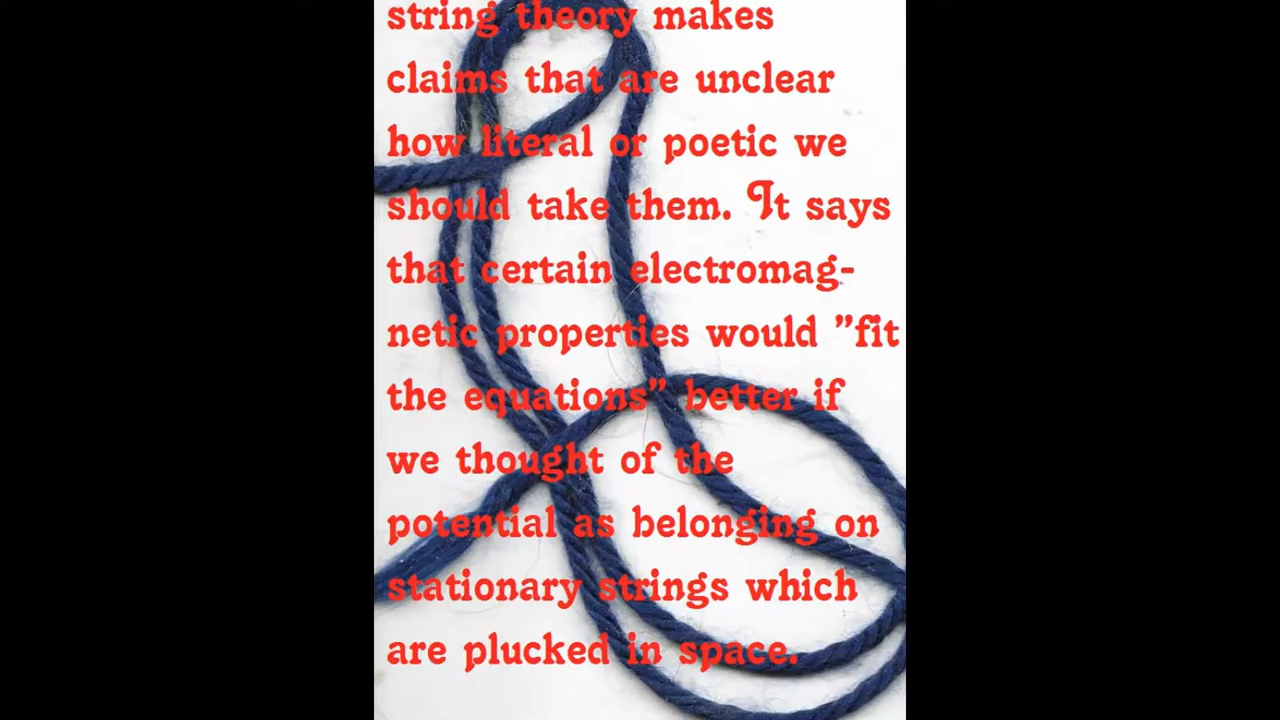 string theory makes
claims that are unclear
how literal or poetic we
should take them. It says
that certain electromag-
netic properties would ”fit
the equations” better if
we thought of the
potential as belonging on
stationary strings which
are plucked in space.